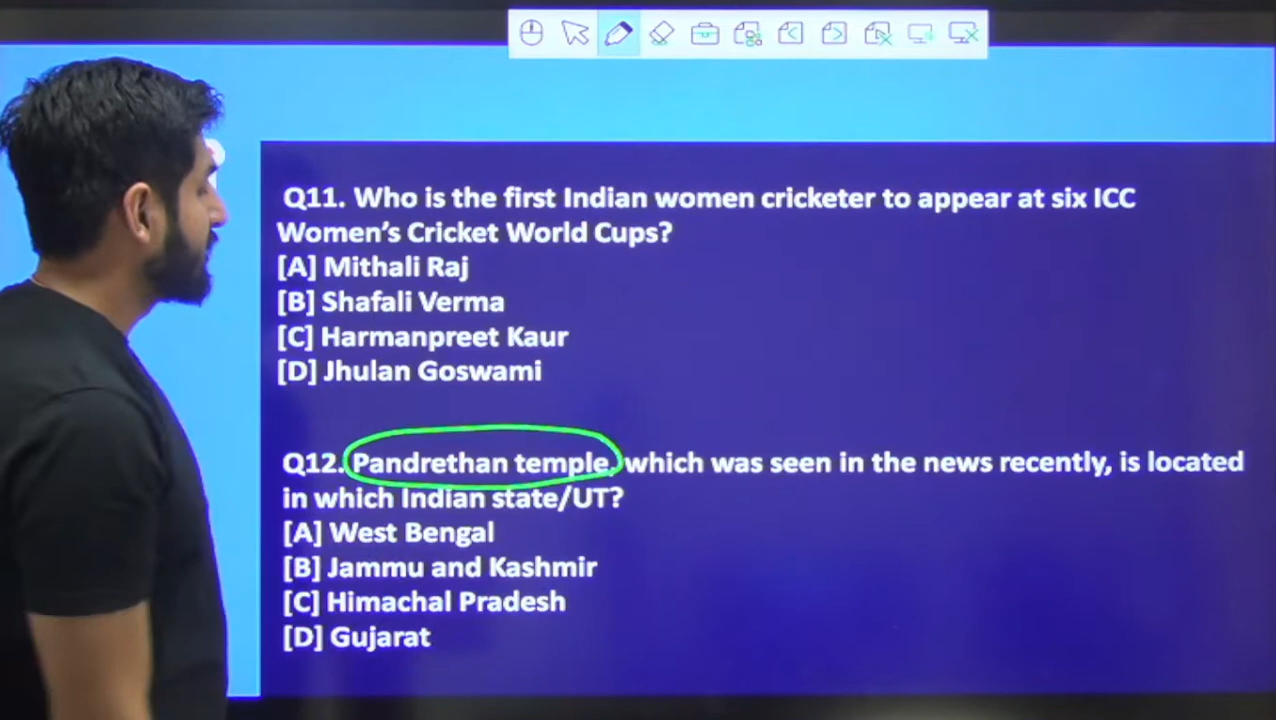 Q11. Who is the first Indian women cricketer to appear at six ICC
Women's Cricket World Cups?
[A] Mithali Raj
[B] Shafali Verma
[C] Harmanpreet Kaur
[D] Jhulan Goswami
Q12. Pandrethan temple, which was seen in the news recently, is located
in which Indian state/UT?
[A] West Bengal
[B] Jammu and Kashmir
[C] Himachal Pradesh
[D] Gujarat